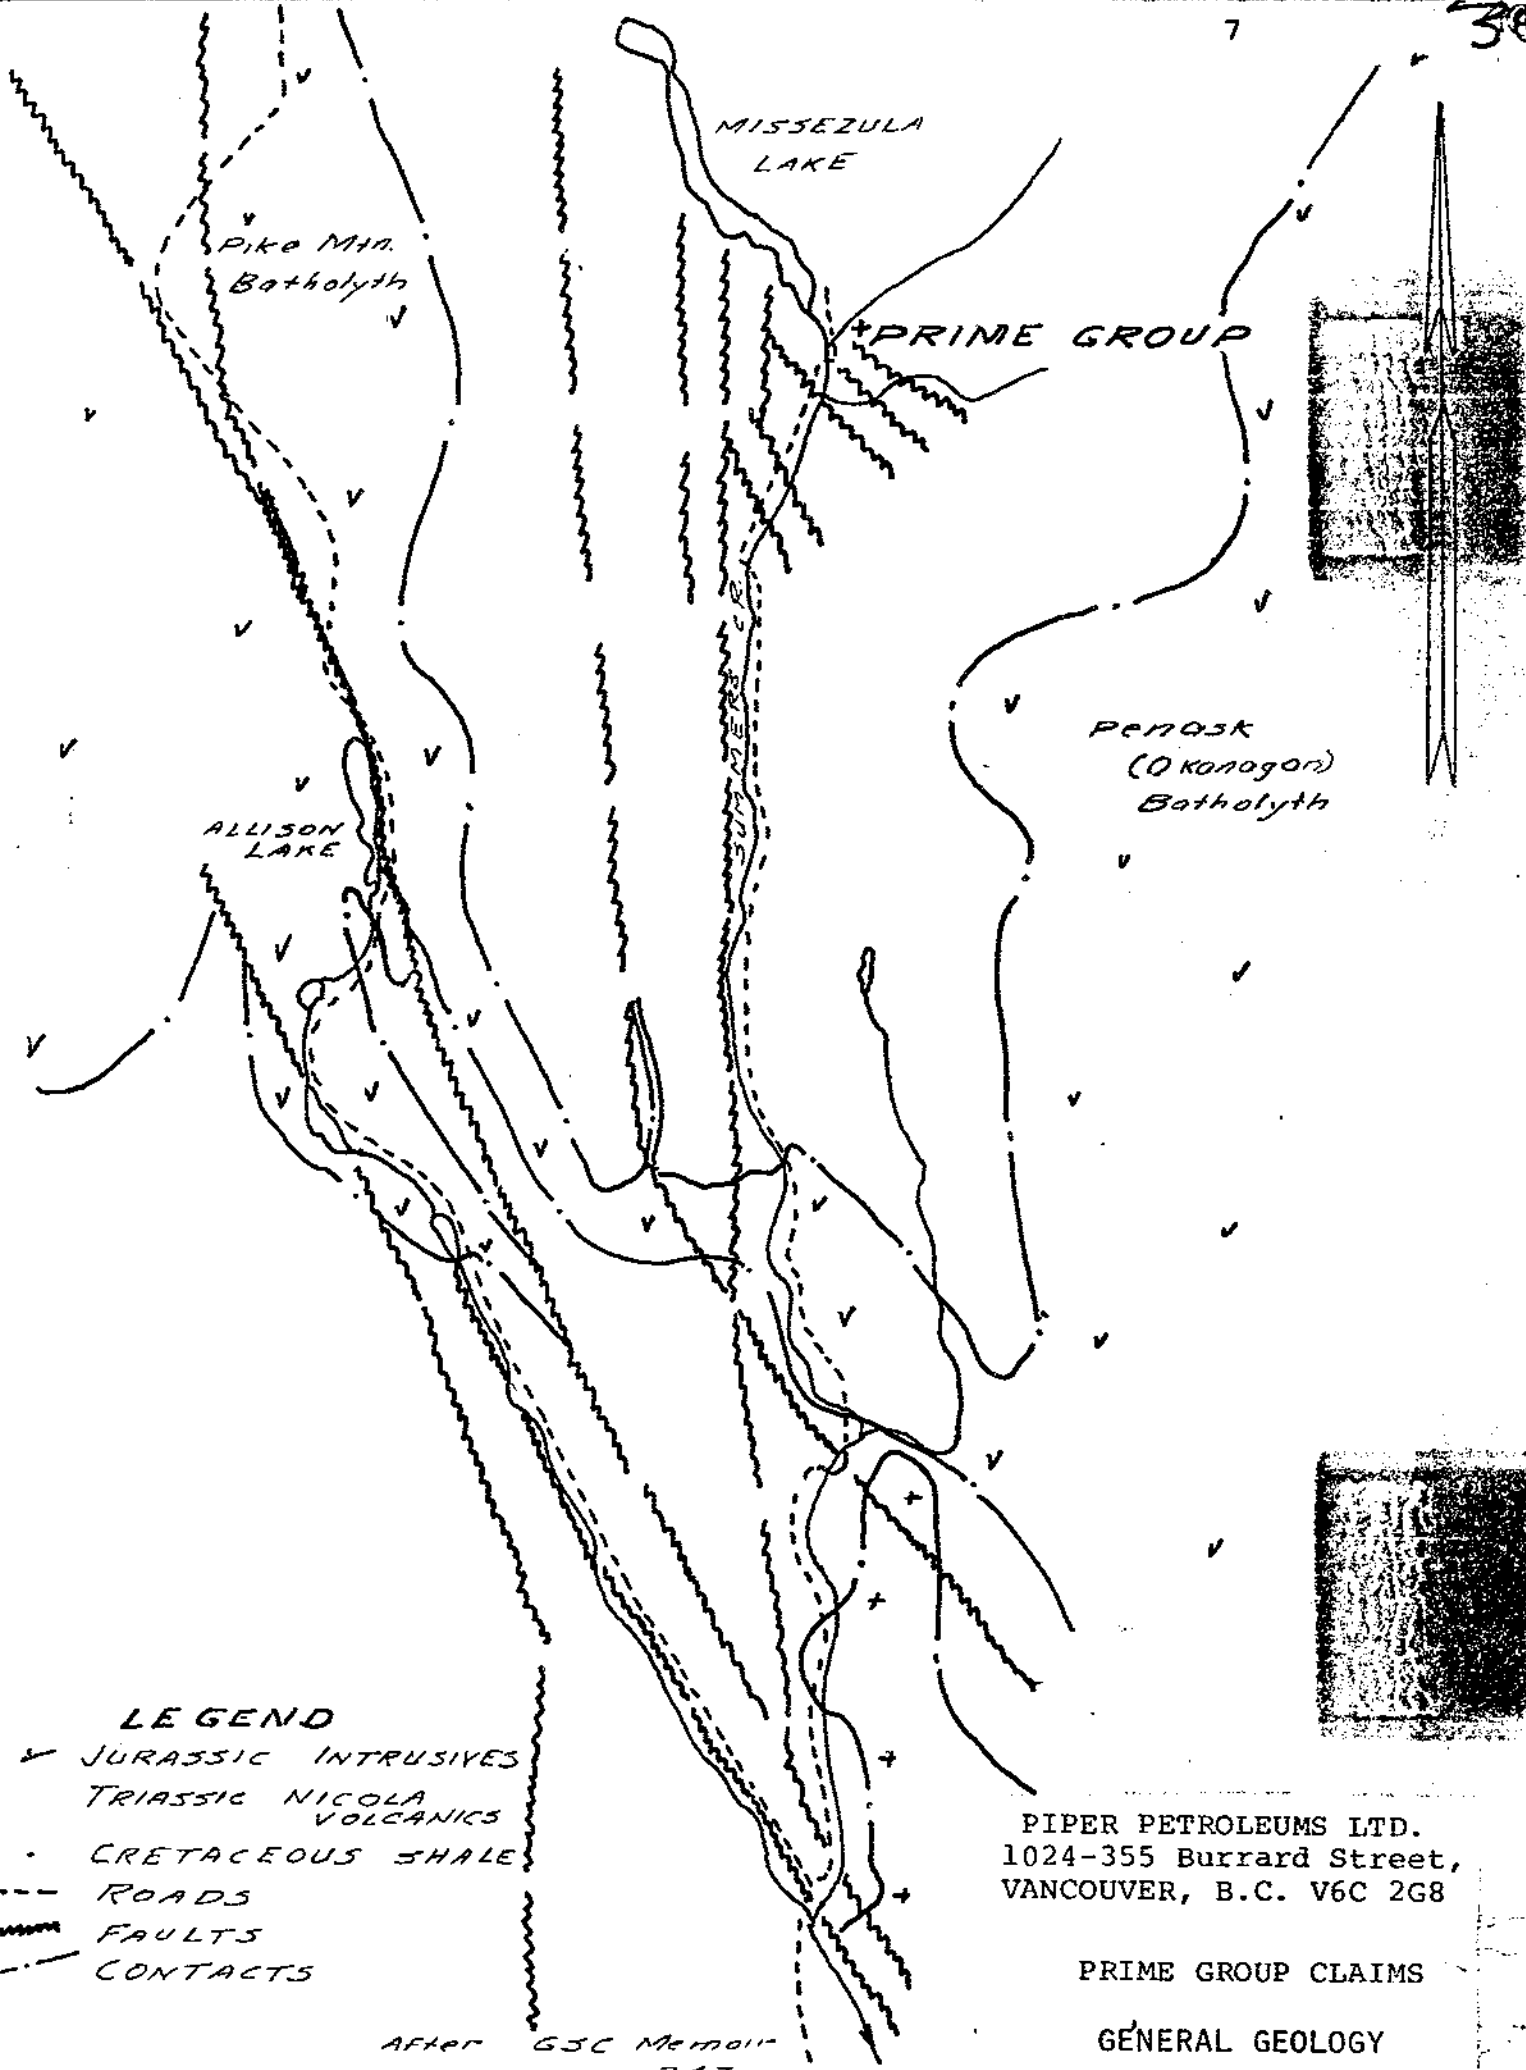 7
MISSEZULA
LAKE
Pike Mtn.
Batholyth
PRIME GROUP
SUMMERS CR.
Penask
(Okanagan)
Batholyth
ALLISON
LAKE
LEGEND
JURASSIC INTRUSIVES
TRIASSIC NICOLA
VOLCANICS
CRETACEOUS SHALE
ROADS
FAULTS
CONTACTS
After GSC Memoir
PIPER PETROLEUMS LTD.
1024-355 Burrard Street,
VANCOUVER, B.C. V6C 2G8
PRIME GROUP CLAIMS
GENERAL GEOLOGY